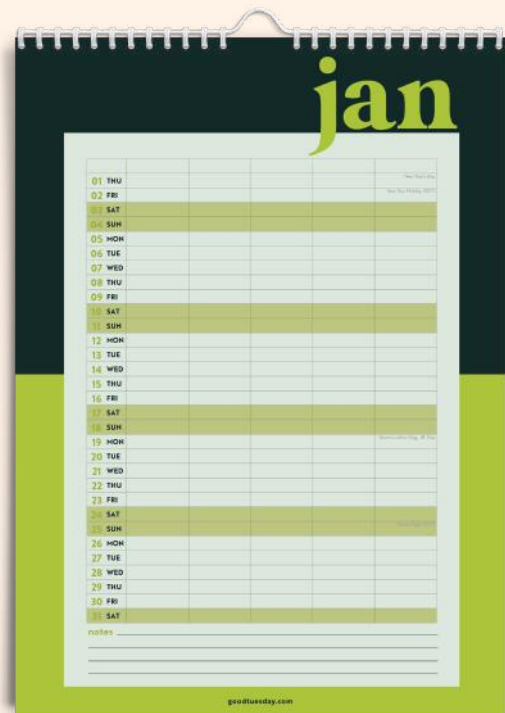 jan
New Year's Day
01 THU
02 FRI
03 SAT
04 SUN
05 MON
06 TUE
07 WED
08 THU
09 FRI
10 SAT
11 SUN
12 MON
13 TUE
14 WED
15 THU
16 FRI
17 SAT
18 SUN
19 MON
20 TUE
21 WED
22 THU
23 FRI
24 SAT
25 SUN
26 MON
27 TUE
28 WED
29 THU
30 FRI
31 SAT
notes
goodtuesday.com